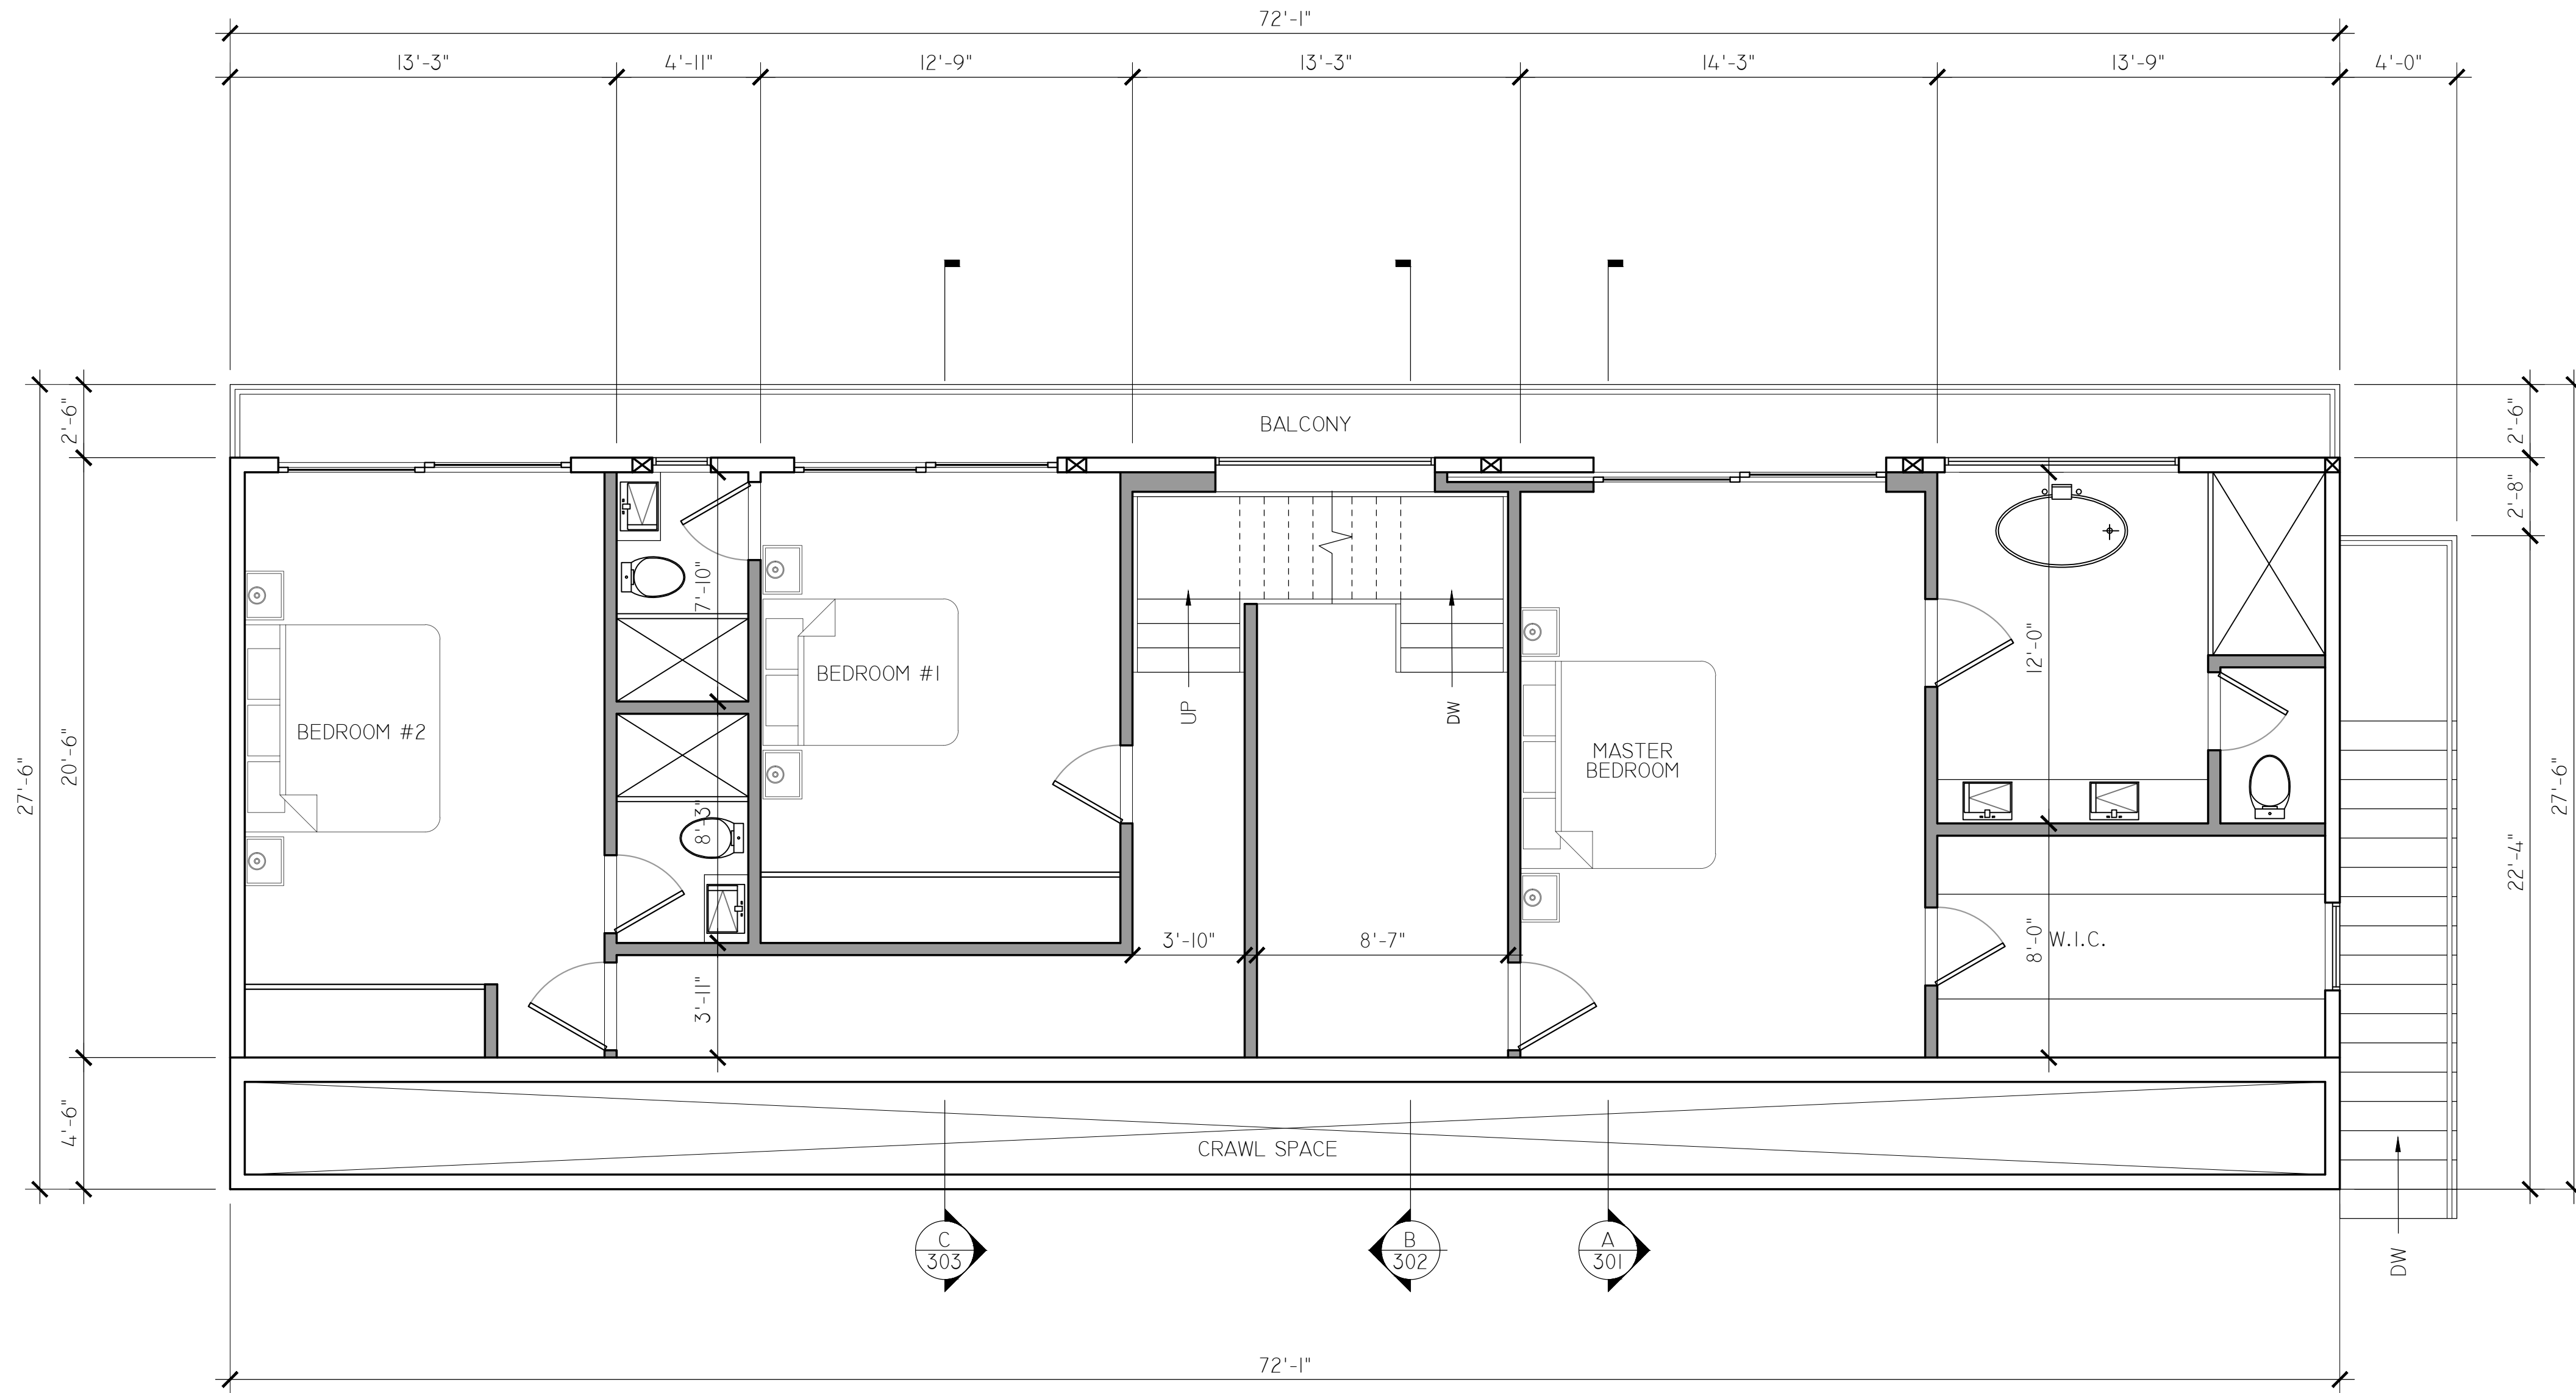 72'-1"
13'-3" 4'-11" 12'-9" 13'-3" 14'-3" 13'-9" 4'-0"
2'-6" BALCONY 2'-6"
2'-8"
7'-10"
12'-0"
BEDROOM #1
UP DW
BEDROOM #2
20'-6"
27'-6"
MASTER
BEDROOM
27'-6"
8'-3"
22'-4"
3'-10" 8'-7" 8'-0" W.I.C.
3'-11"
4'-6"
CRAWL SPACE
C B A
303 302 301
DW
72'-1"